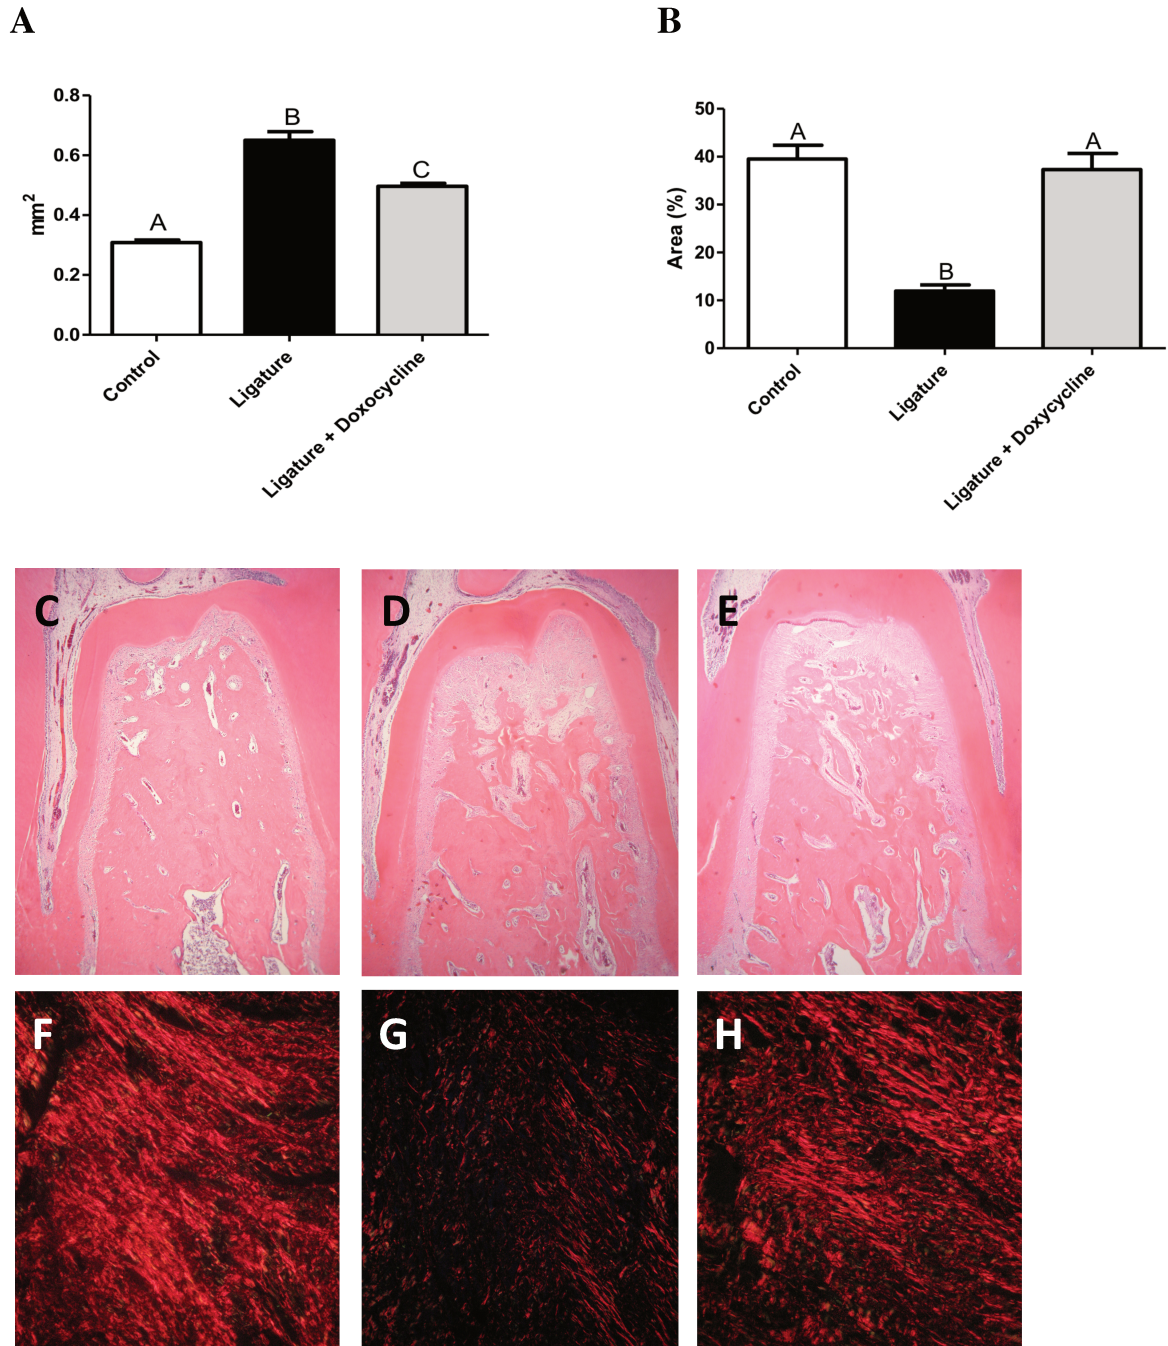 A
B
0.8
0.6
0.4
0.2
0.0
mm2
A
B
C
Control
Ligature
Ligature + Doxocycline
50
40
30
20
10
0
Area (%)
A
B
A
Control
Ligature
Ligature + Doxycycline
C
D
E
F
G
H